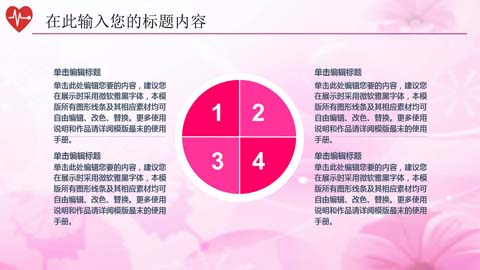 在此输入您的标题内容
单击编辑标题
单击此处编辑您要的内容，建议您
在展示时采用微软雅黑字体，本模
版所有图形线条及其相应素材均可
自由编辑、改色、替换。更多使用
说明和作品请详阅模版最末的使用
手册。
单击编辑标题
单击此处编辑您要的内容，建议您
在展示时采用微软雅黑字体，本模
版所有图形线条及其相应素材均可
自由编辑、改色、替换。更多使用
说明和作品请详阅模版最末的使用
手册。
1 2
3 4
单击编辑标题
单击此处编辑您要的内容，建议您
在展示时采用微软雅黑字体，本模
版所有图形线条及其相应素材均可
自由编辑、改色、替换。更多使用
说明和作品请详阅模版最末的使用
手册。
单击编辑标题
单击此处编辑您要的内容，建议您
在展示时采用微软雅黑字体，本模
版所有图形线条及其相应素材均可
自由编辑、改色、替换。更多使用
说明和作品请详阅模版最末的使用
手册。